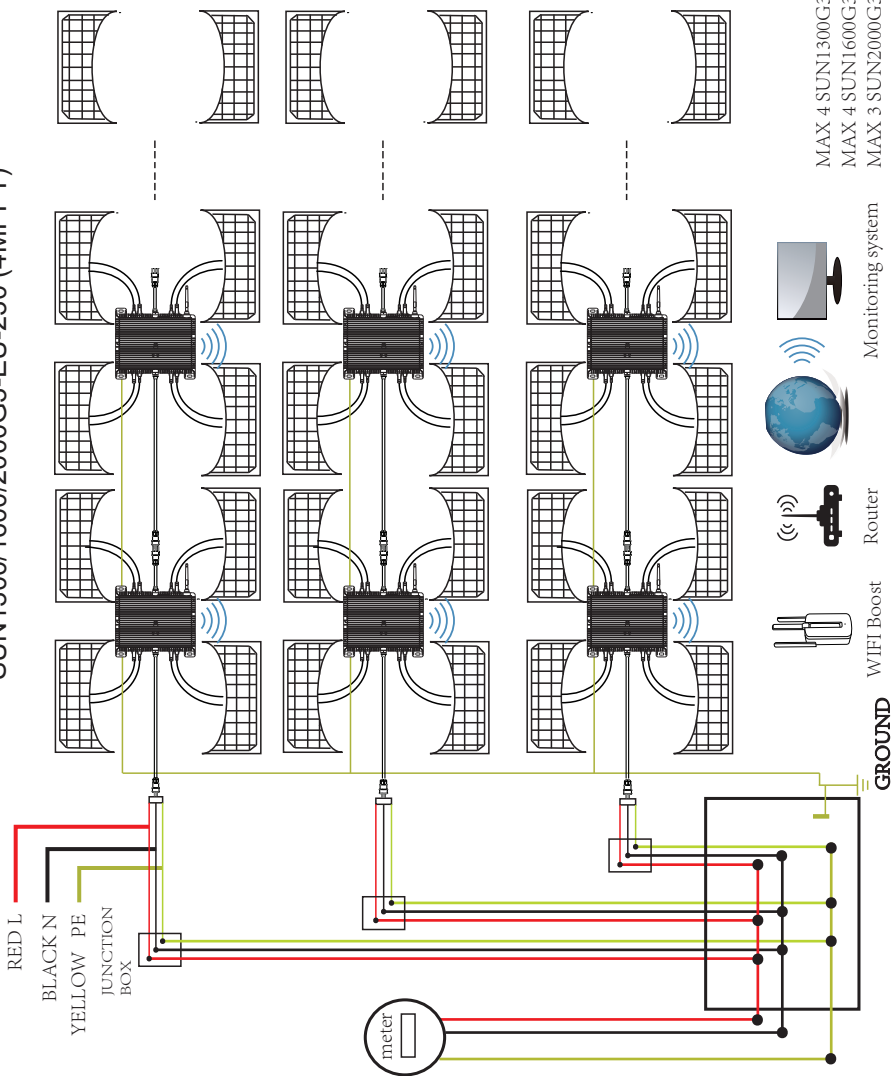 RED L
BLACK N
YELLOW PE
JUNCTION
BOX
meter
GROUND
WIFI Boost
Router
Monitoring system
MAX 4 SUN1300G3
MAX 4 SUN1600G3
MAX 3 SUN2000G3